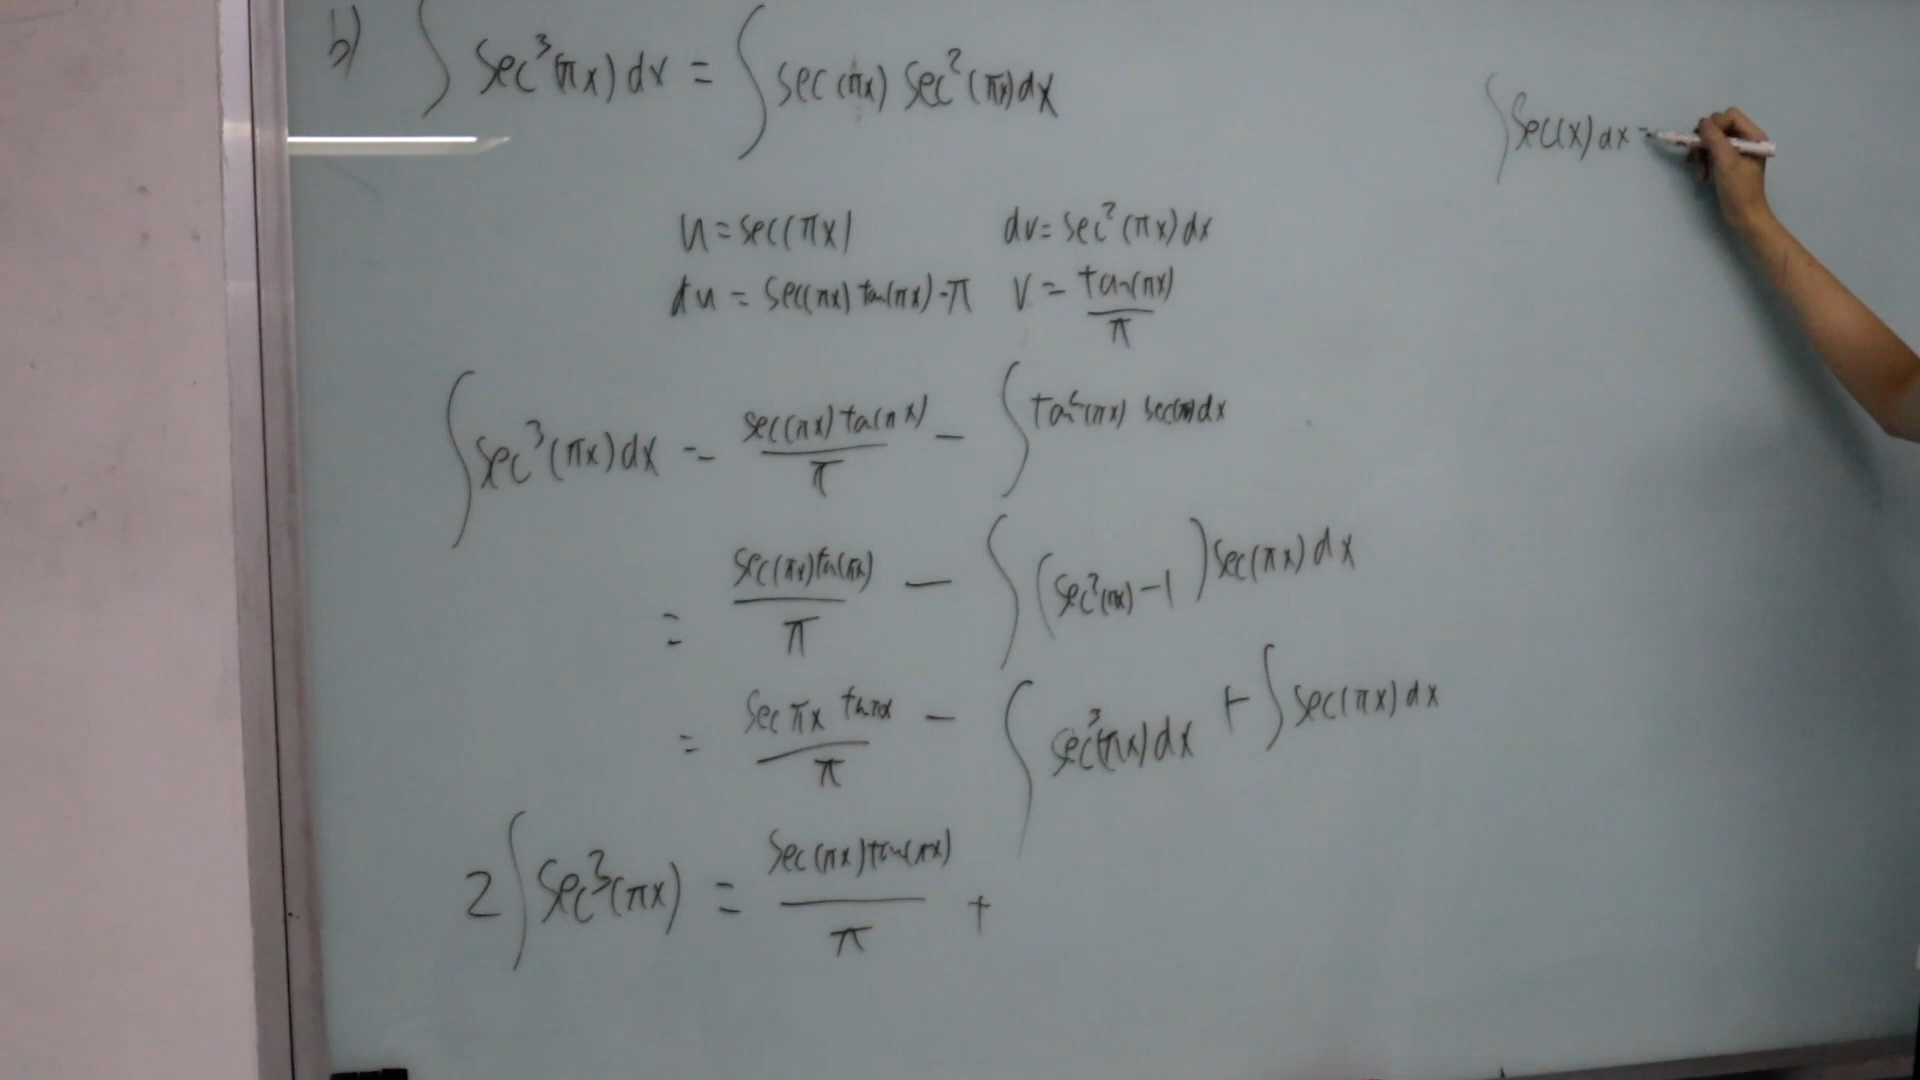 b) ∫ sec³(πx) dx = ∫ sec(πx) sec²(πx) dx
∫ sec(x) dx =
u = sec(πx) dv = sec²(πx) dx
du = sec(πx) tan(πx)·π v = tan(πx)/π
∫ sec³(πx) dx = sec(πx) tan(πx)/π − ∫ tan²(πx) sec(πx) dx
= sec(πx) tan(πx)/π − ∫ (sec²(πx) − 1) sec(πx) dx
= sec πx tan πx/π − ∫ sec³(πx) dx + ∫ sec(πx) dx
2 ∫ sec³(πx) = sec(πx) tan(πx)/π +